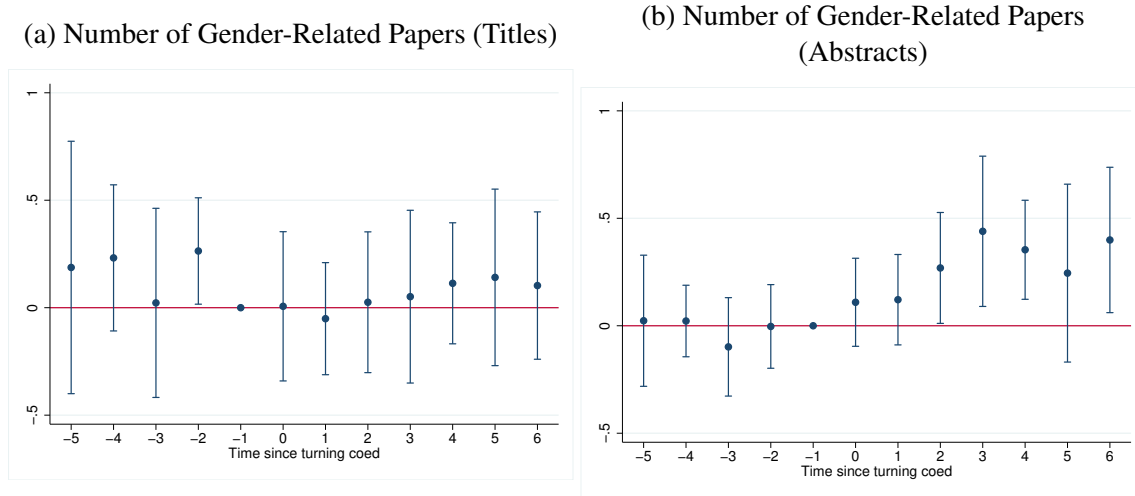 (a) Number of Gender-Related Papers (Titles)
1
.5
0
-.5
−5 −4 −3 −2 −1 0 1 2 3 4 5 6
Time since turning coed
(b) Number of Gender-Related Papers
(Abstracts)
1
.5
0
-.5
−5 −4 −3 −2 −1 0 1 2 3 4 5 6
Time since turning coed